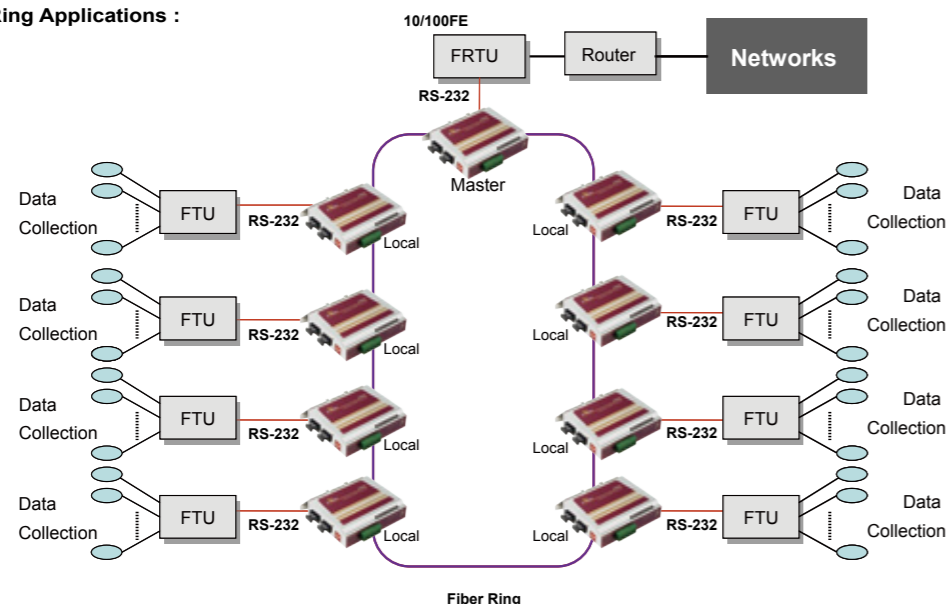 Ring Applications :
10/100FE
FRTU
Router
Networks
RS-232
Master
Data
Collection
FTU
RS-232
Local
Local
RS-232
FTU
Data
Collection
Data
Collection
FTU
RS-232
Local
Local
RS-232
FTU
Data
Collection
Data
Collection
FTU
RS-232
Local
Local
RS-232
FTU
Data
Collection
Data
Collection
FTU
RS-232
Local
Local
RS-232
FTU
Data
Collection
Fiber Ring